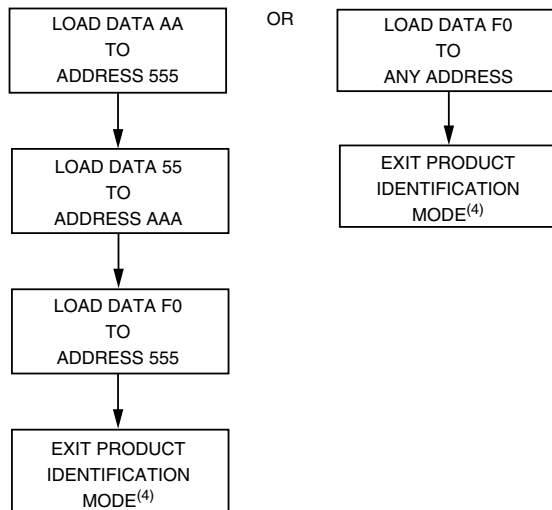 LOAD DATA AA
TO
ADDRESS 555
LOAD DATA 55
TO
ADDRESS AAA
LOAD DATA F0
TO
ADDRESS 555
EXIT PRODUCT
IDENTIFICATION
MODE(4)
OR
LOAD DATA F0
TO
ANY ADDRESS
EXIT PRODUCT
IDENTIFICATION
MODE(4)